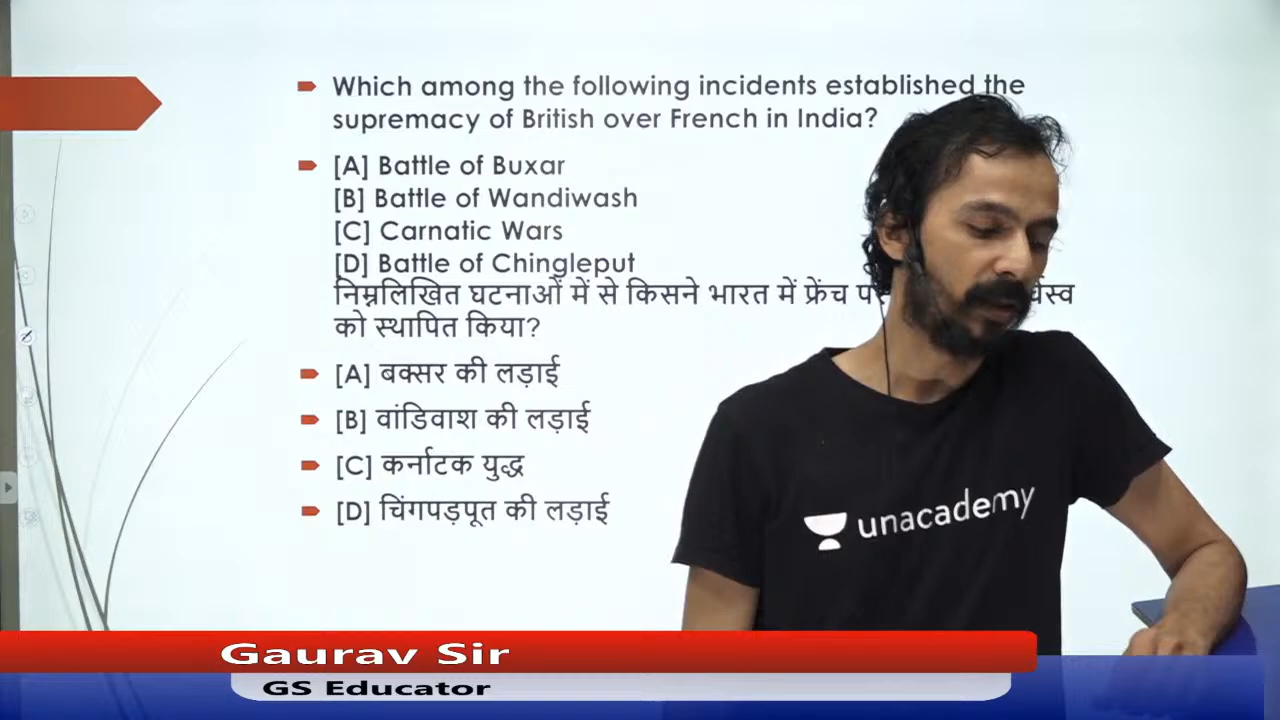 Which among the following incidents established the
supremacy of British over French in India?
[A] Battle of Buxar
[B] Battle of Wandiwash
[C] Carnatic Wars
[D] Battle of Chingleput
निम्नलिखित घटनाओं में से किसने भारत में फ्रेंच
को स्थापित किया?
[A] बक्सर की लड़ाई
[B] वांडिवाश की लड़ाई
[C] कर्नाटक युद्ध
[D] चिंगपड़पूत की लड़ाई
unacademy
Gaurav Sir
GS Educator